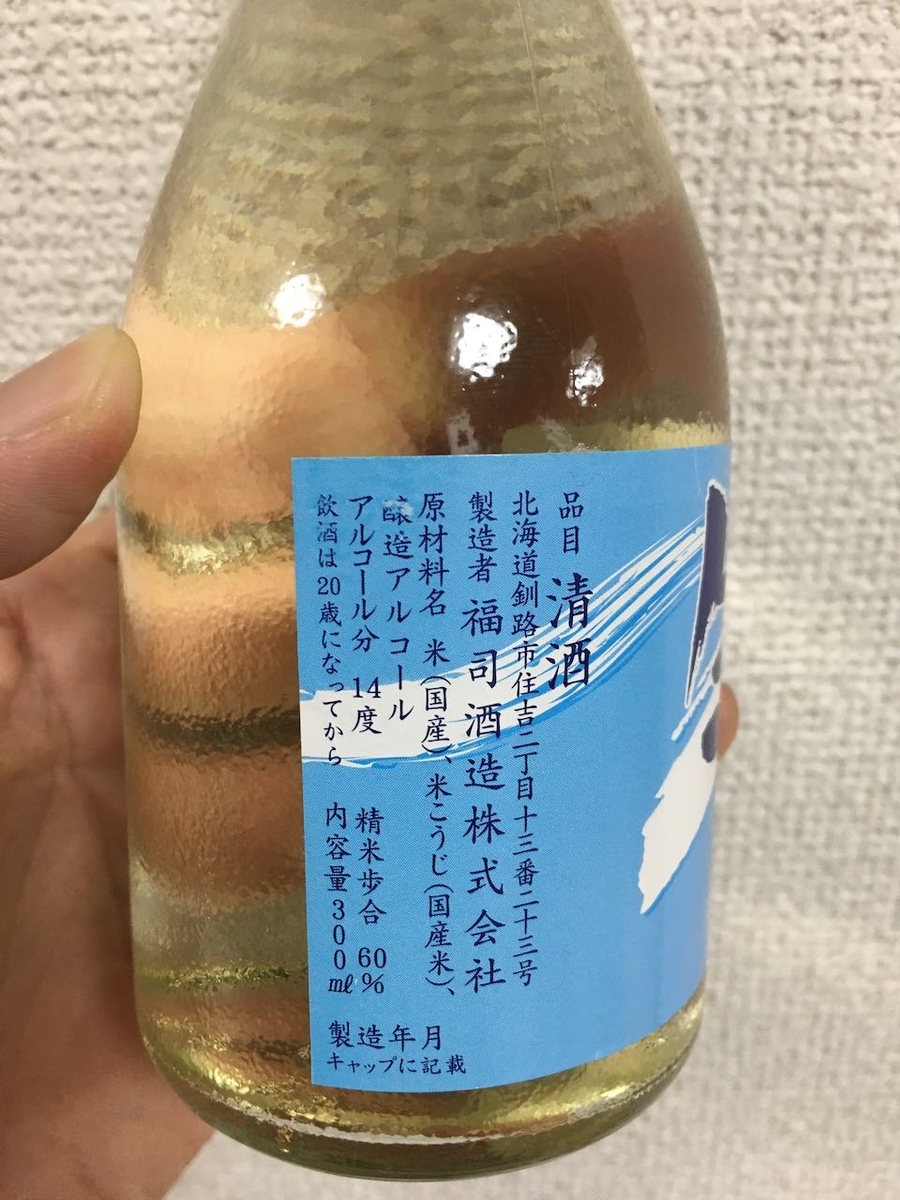 品目 清酒
北海道釧路市住吉二丁目十三番二十三号
製造者 福司酒造株式会社
原材料名 米（国産）、米こうじ（国産米）、
醸造アルコール
アルコール分 14度 精米歩合 60%
飲酒は20歳になってから 内容量300㎖
製造年月
キャップに記載